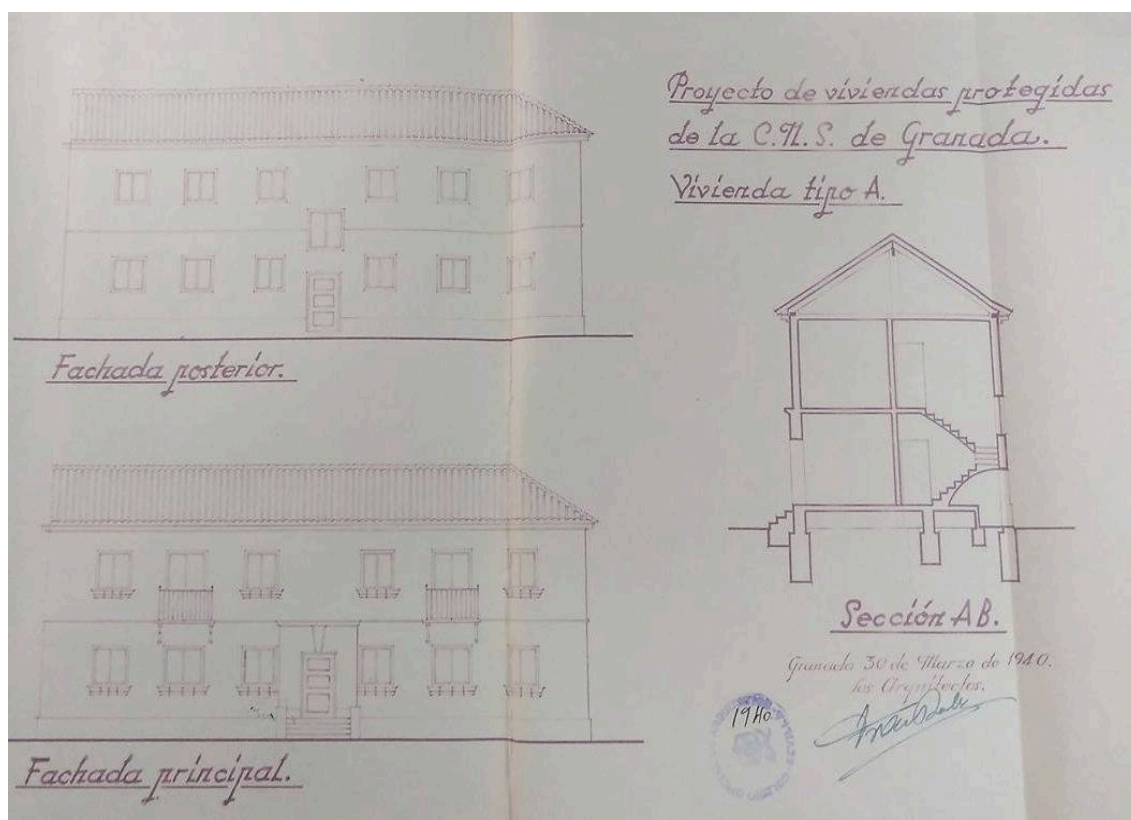 Proyecto de viviendas protegidas
de la C.N.S. de Granada.
Vivienda tipo A.
Fachada posterior.
Fachada principal.
Sección AB.
Granada 30 de Marzo de 1940.
los Arquitectos.
1940